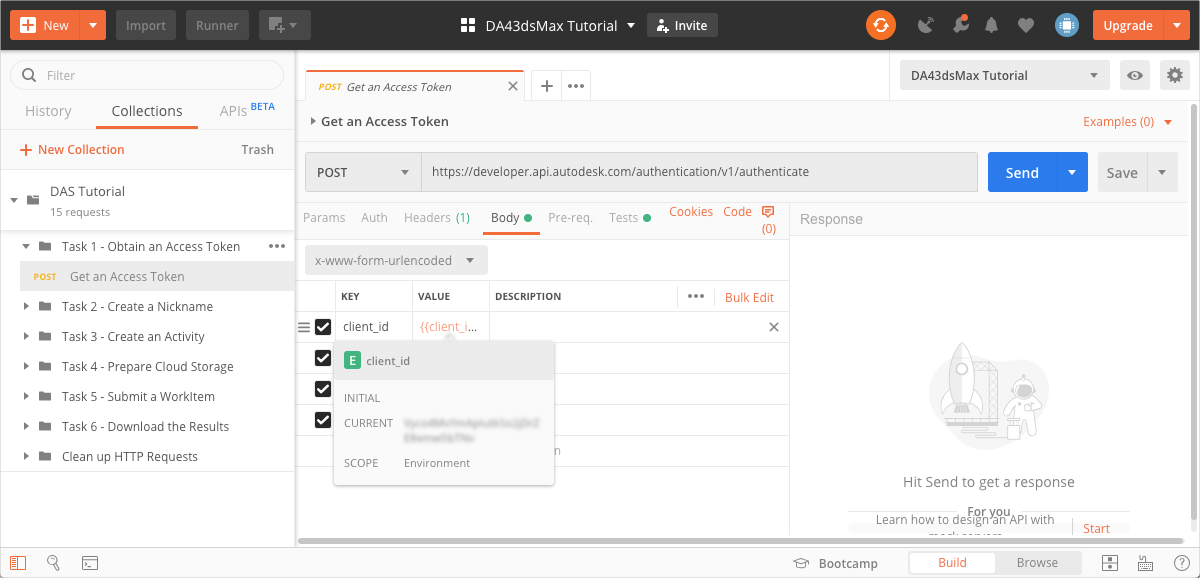 New
Import
Runner
DA43dsMax Tutorial
Invite
Upgrade
Filter
History
Collections
APIs BETA
New Collection
Trash
DAS Tutorial
15 requests
Task 1 - Obtain an Access Token
POST Get an Access Token
Task 2 - Create a Nickname
Task 3 - Create an Activity
Task 4 - Prepare Cloud Storage
Task 5 - Submit a WorkItem
Task 6 - Download the Results
Clean up HTTP Requests
POST Get an Access Token
DA43dsMax Tutorial
Get an Access Token
Examples (0)
POST
https://developer.api.autodesk.com/authentication/v1/authenticate
Send
Save
Params
Auth
Headers (1)
Body
Pre-req.
Tests
Cookies
Code
(0)
x-www-form-urlencoded
KEY
VALUE
DESCRIPTION
Bulk Edit
client_id
{{client_i...
E client_id
INITIAL
CURRENT
SCOPE
Environment
Response
Hit Send to get a response
For you
Learn how to design an API with
mock servers
Start
Bootcamp
Build
Browse